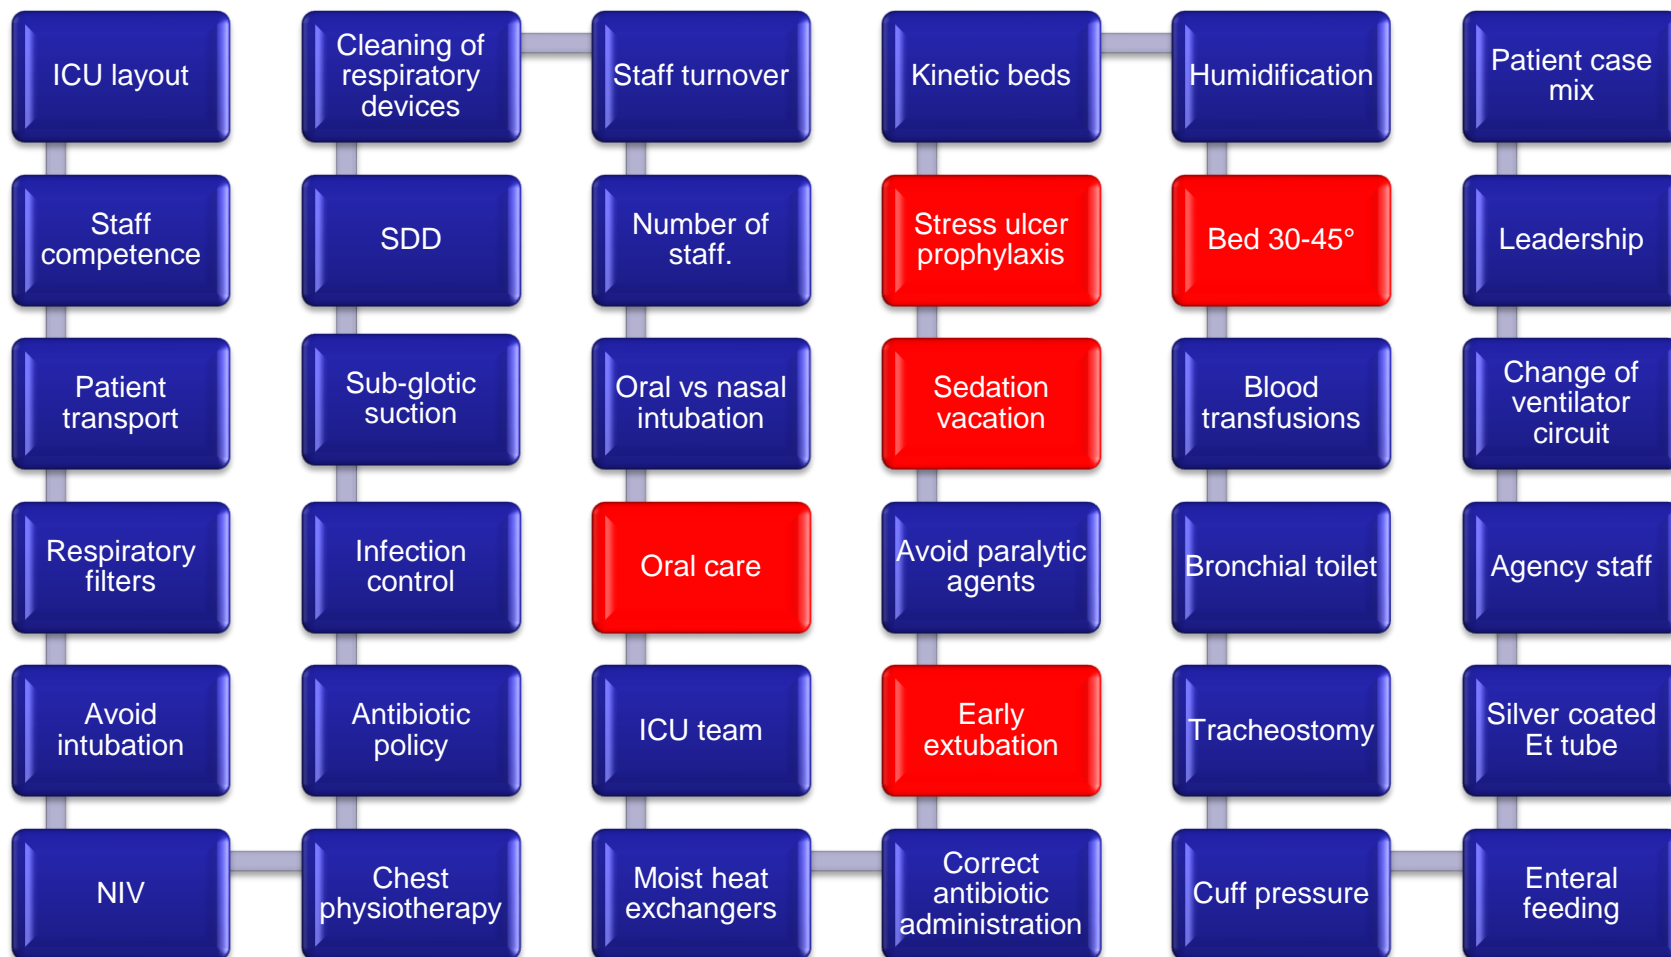 ICU layout
Cleaning of
respiratory
devices
Staff turnover
Kinetic beds
Humidification
Patient case
mix
Staff
competence
SDD
Number of
staff.
Stress ulcer
prophylaxis
Bed 30-45°
Leadership
Patient
transport
Sub-glotic
suction
Oral vs nasal
intubation
Sedation
vacation
Blood
transfusions
Change of
ventilator
circuit
Respiratory
filters
Infection
control
Oral care
Avoid paralytic
agents
Bronchial toilet
Agency staff
Avoid
intubation
Antibiotic
policy
ICU team
Early
extubation
Tracheostomy
Silver coated
Et tube
NIV
Chest
physiotherapy
Moist heat
exchangers
Correct
antibiotic
administration
Cuff pressure
Enteral
feeding